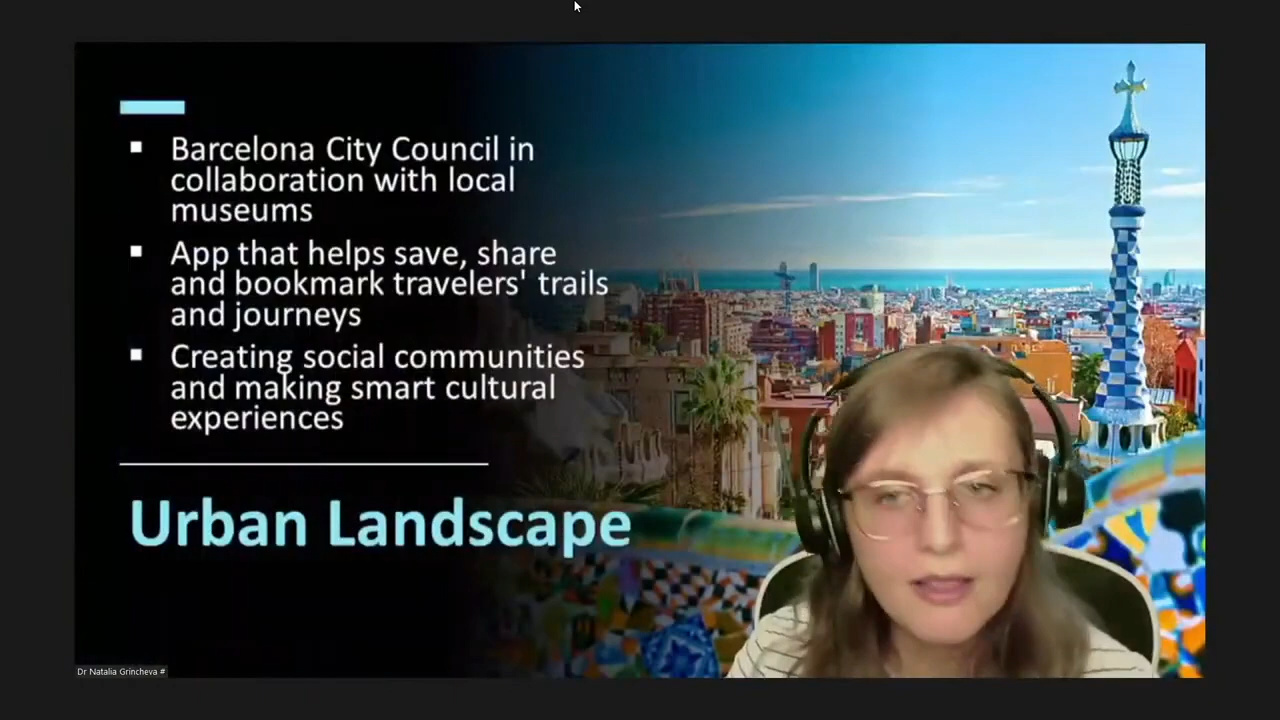 ▪ Barcelona City Council in
collaboration with local
museums
▪ App that helps save, share
and bookmark travelers' trails
and journeys
▪ Creating social communities
and making smart cultural
experiences
Urban Landscape
Dr Natalia Grincheva #